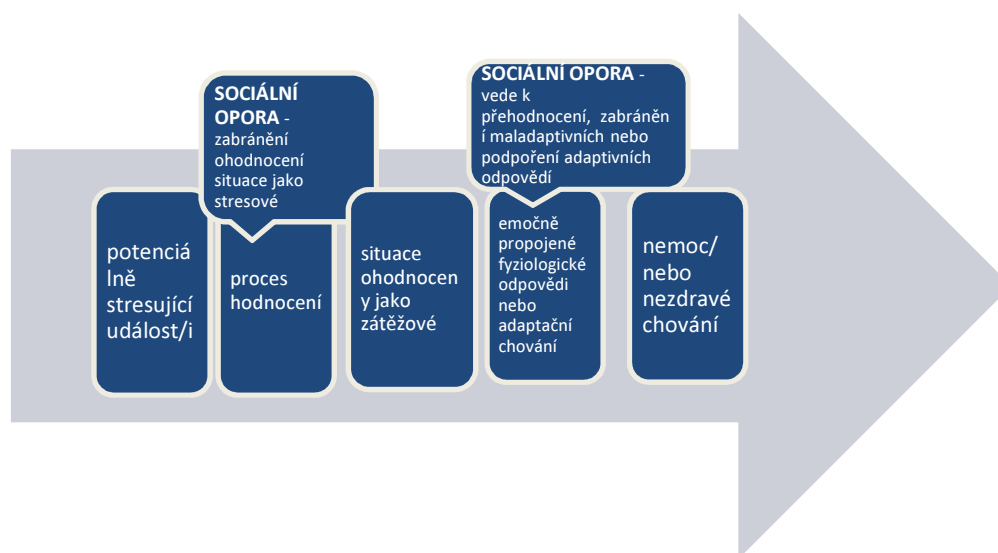 SOCIÁLNÍ
OPORA -
zabránění
ohodnocení
situace jako
stresové
SOCIÁLNÍ OPORA -
vede k
přehodnocení, zabráněn
í maladaptivních nebo
podpoření adaptivních
odpovědí
potenciá
lně
stresující
událost/i
proces
hodnocení
situace
ohodnocen
y jako
zátěžové
emočně
propojené
fyziologické
odpovědi
nebo
adaptační
chování
nemoc/
nebo
nezdravé
chování